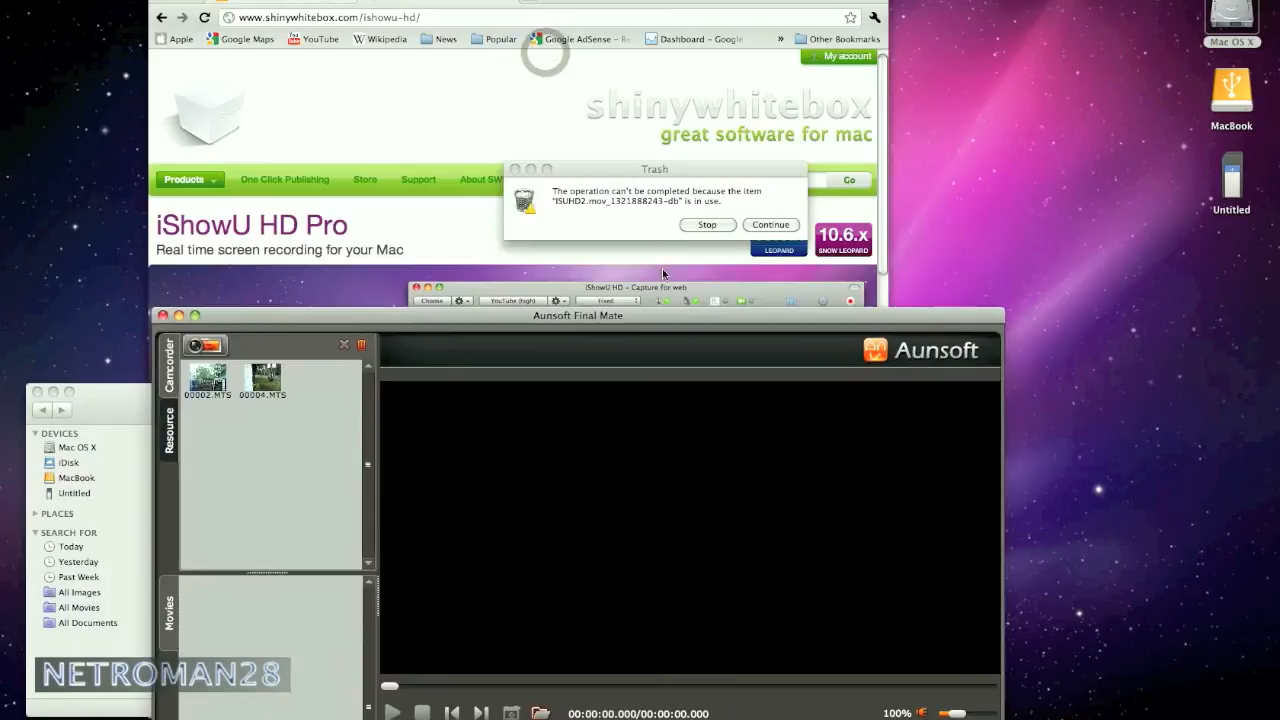 www.shinywhitebox.com/ishowu-hd/
Apple Google Maps YouTube Wikipedia News Popular Google AdSense - Re Dashboard - Google » Other Bookmarks
My account
shinywhitebox
great software for mac
Products One Click Publishing Store Support About SW Go
Trash
The operation can't be completed because the item
"ISUHD2.mov_1321888243-db" is in use.
Stop Continue
iShowU HD Pro
Real time screen recording for your Mac
LEOPARD
10.6.x
SNOW LEOPARD
iShowU HD - Capture for web
Choose YouTube (high) Fixed
Aunsoft Final Mate
Aunsoft
Camcorder
Resource
Movies
00002.MTS 00004.MTS
DEVICES
Mac OS X
iDisk
MacBook
Untitled
PLACES
SEARCH FOR
Today
Yesterday
Past Week
All Images
All Movies
All Documents
NETROMAN28
00:00:00.000/00:00:00.000
100%
Mac OS X
MacBook
Untitled